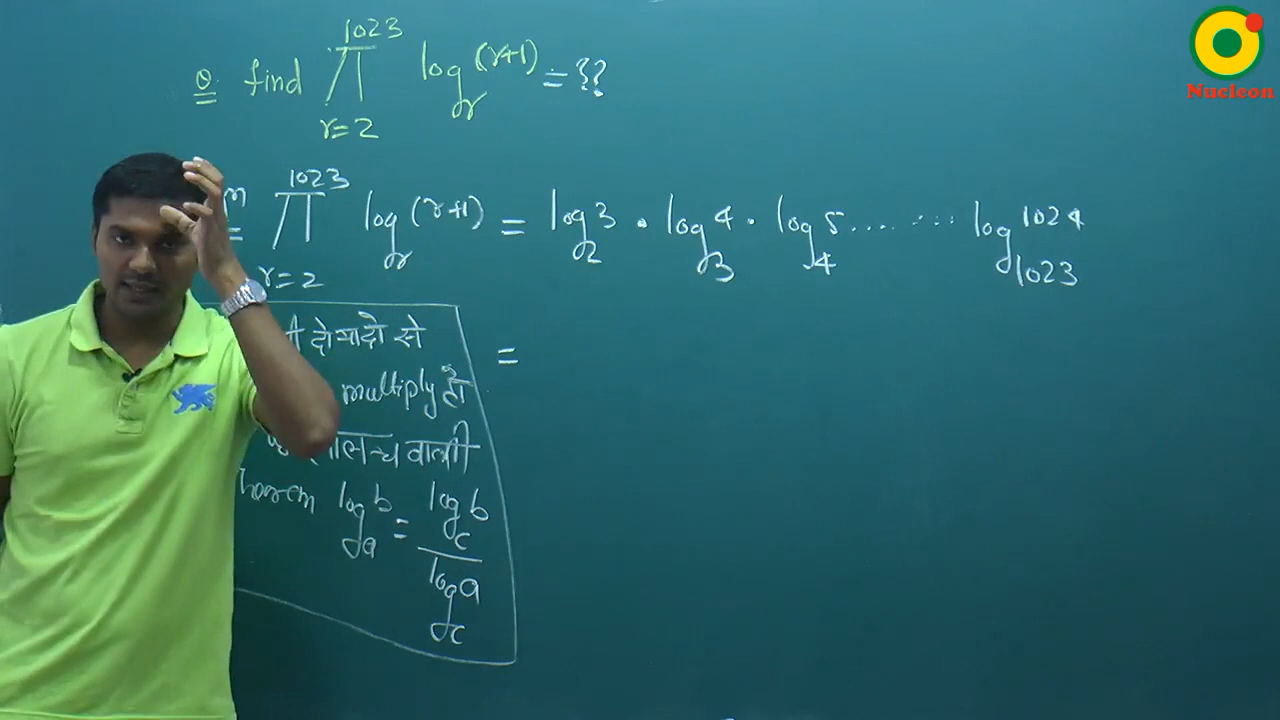 Q. find ∏_{r=2}^{1023} log_r (r+1) = ??
Nucleon
∏_{r=2}^{1023} log_r (r+1) = log_2 3 · log_3 4 · log_4 5 ........ log_1023 1024
दो यादो से
=
multiply हो
वाली
log_a b = log_c b / log_c a